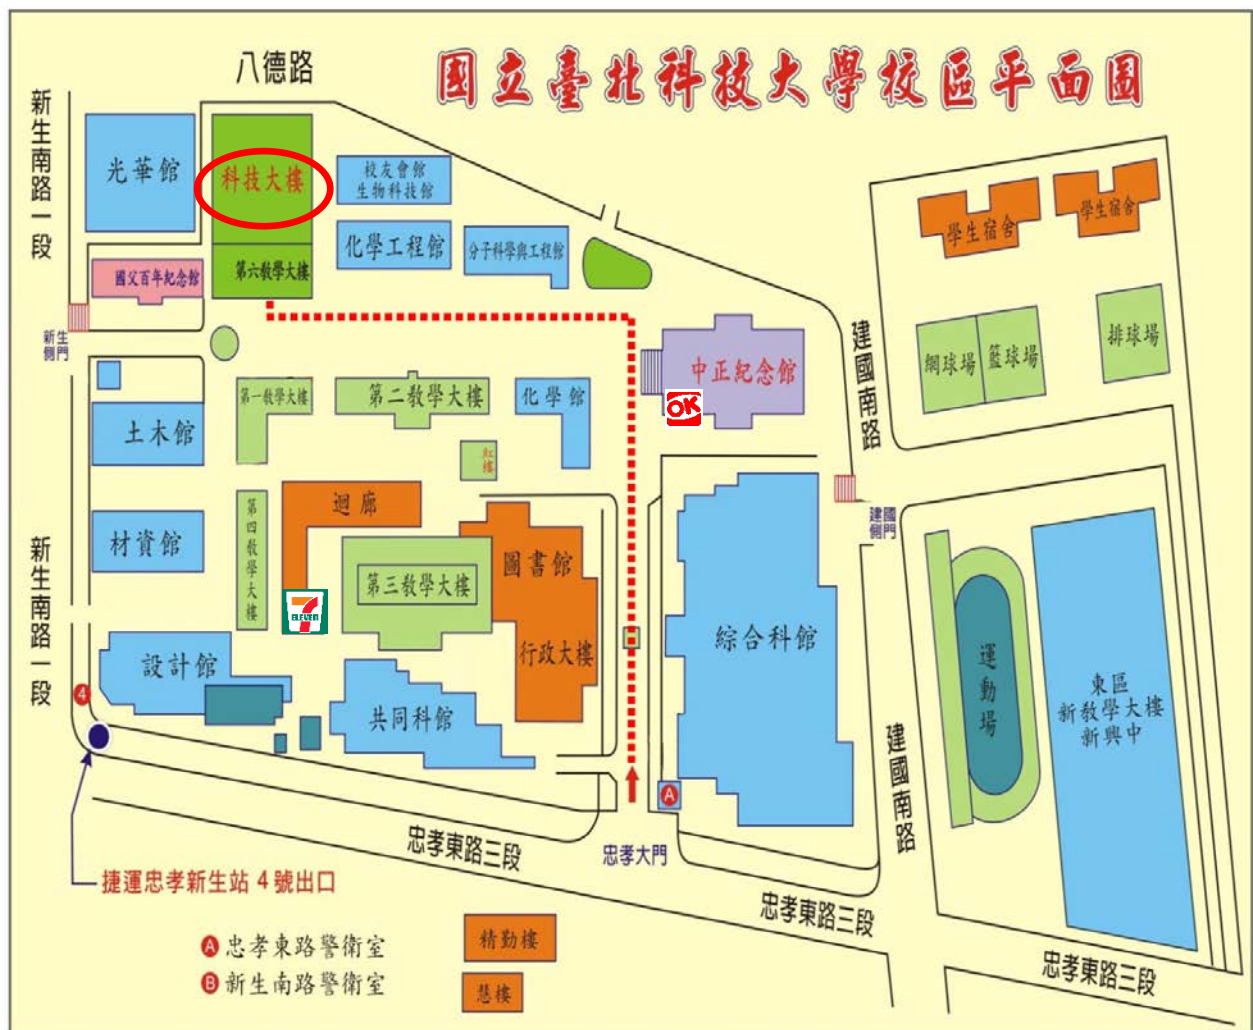 國立臺北科技大學校區平面圖
八德路
新生南路一段
光華館
科技大樓
校友會館
生物科技館
化學工程館
分子科學與工程館
國父百年紀念館
第六教學大樓
學生宿舍
學生宿舍
新生
側門
中正紀念館
OK
建國南路
網球場
籃球場
排球場
第一教學大樓
第二教學大樓
化學館
土木館
紅樓
迴廊
第四教學大樓
材資館
圖書館
第三教學大樓
7
ELEVEN
行政大樓
綜合科館
建國
側門
新生南路一段
設計館
共同科館
4
運動場
東區
新教學大樓
新興中
建國南路
A
忠孝東路三段
忠孝大門
捷運忠孝新生站 4 號出口
忠孝東路三段
忠孝東路三段
A 忠孝東路警衛室
B 新生南路警衛室
精勤樓
慧樓